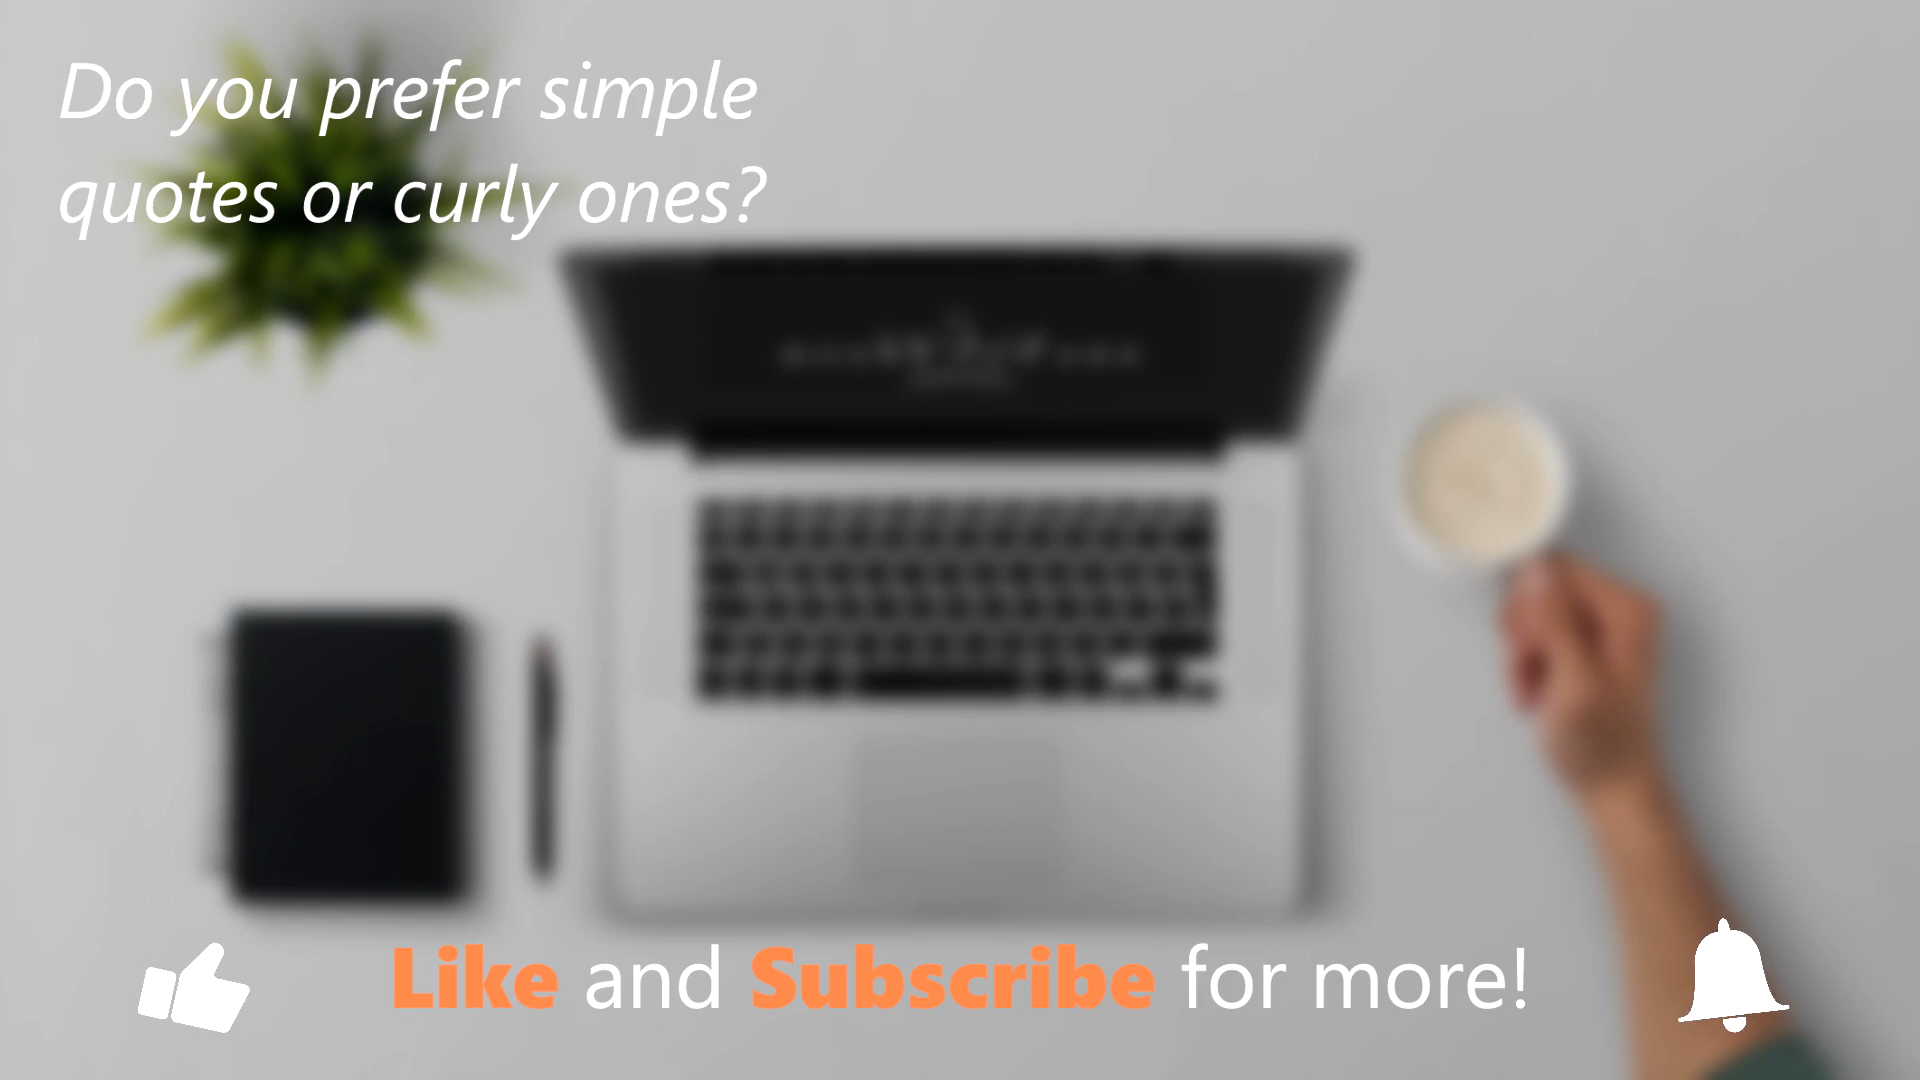 Do you prefer simple
quotes or curly ones?
Like and Subscribe for more!